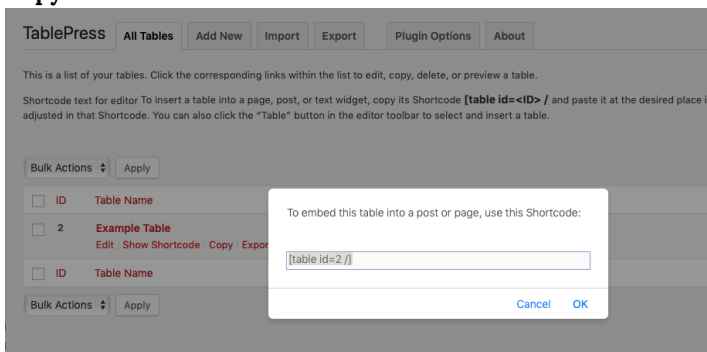 TablePress All Tables Add New Import Export Plugin Options About
This is a list of your tables. Click the corresponding links within the list to edit, copy, delete, or preview a table.
Shortcode text for editor To insert a table into a page, post, or text widget, copy its Shortcode [table id=<ID> / and paste it at the desired place i
adjusted in that Shortcode. You can also click the "Table" button in the editor toolbar to select and insert a table.
Bulk Actions Apply
ID Table Name
2 Example Table
Edit Show Shortcode Copy Expor
ID Table Name
Bulk Actions Apply
To embed this table into a post or page, use this Shortcode:
[table id=2 /]
Cancel OK